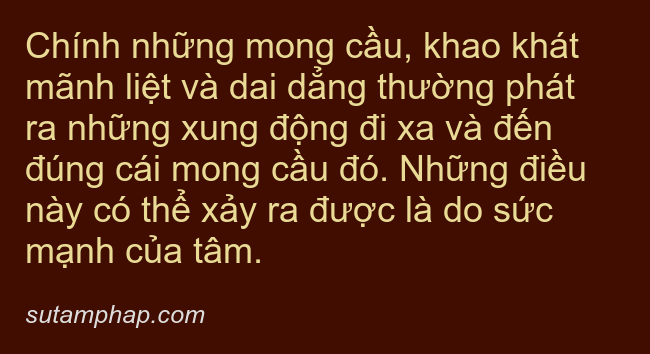 Chính những mong cầu, khao khát
mãnh liệt và dai dẳng thường phát
ra những xung động đi xa và đến
đúng cái mong cầu đó. Những điều
này có thể xảy ra được là do sức
mạnh của tâm.
sutamphap.com